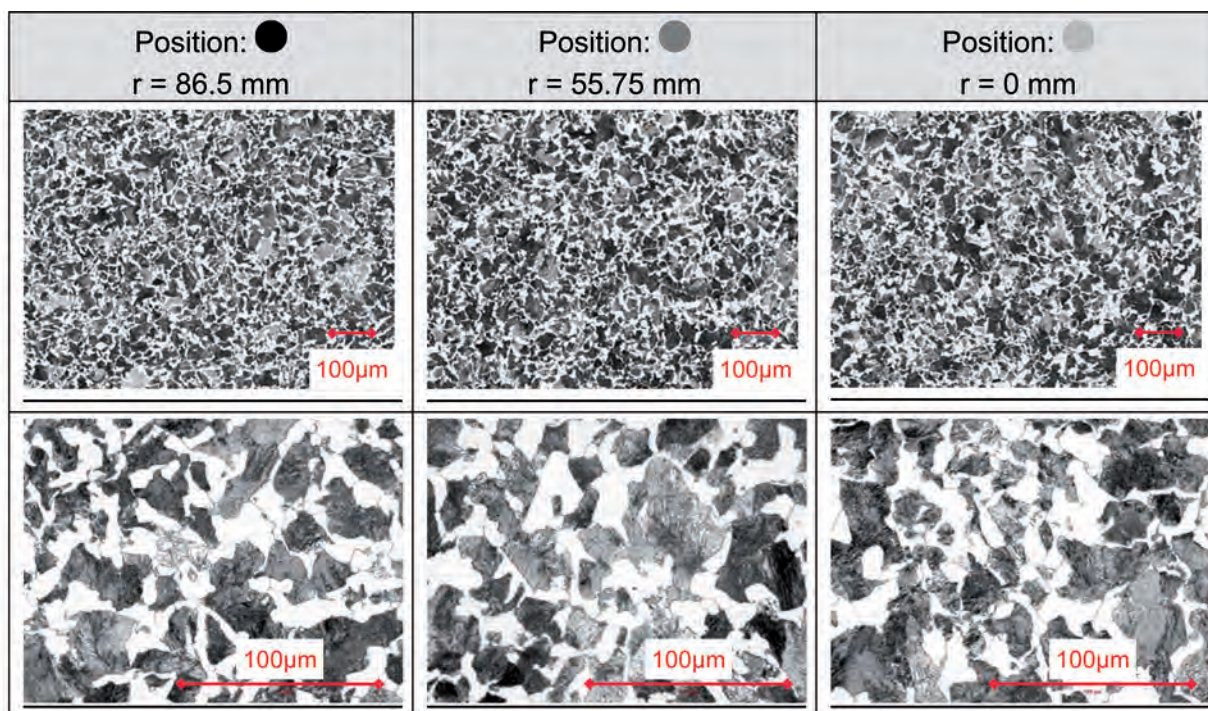 Position:
r = 86.5 mm
Position:
r = 55.75 mm
Position:
r = 0 mm
100µm
100µm
100µm
100µm
100µm
100µm